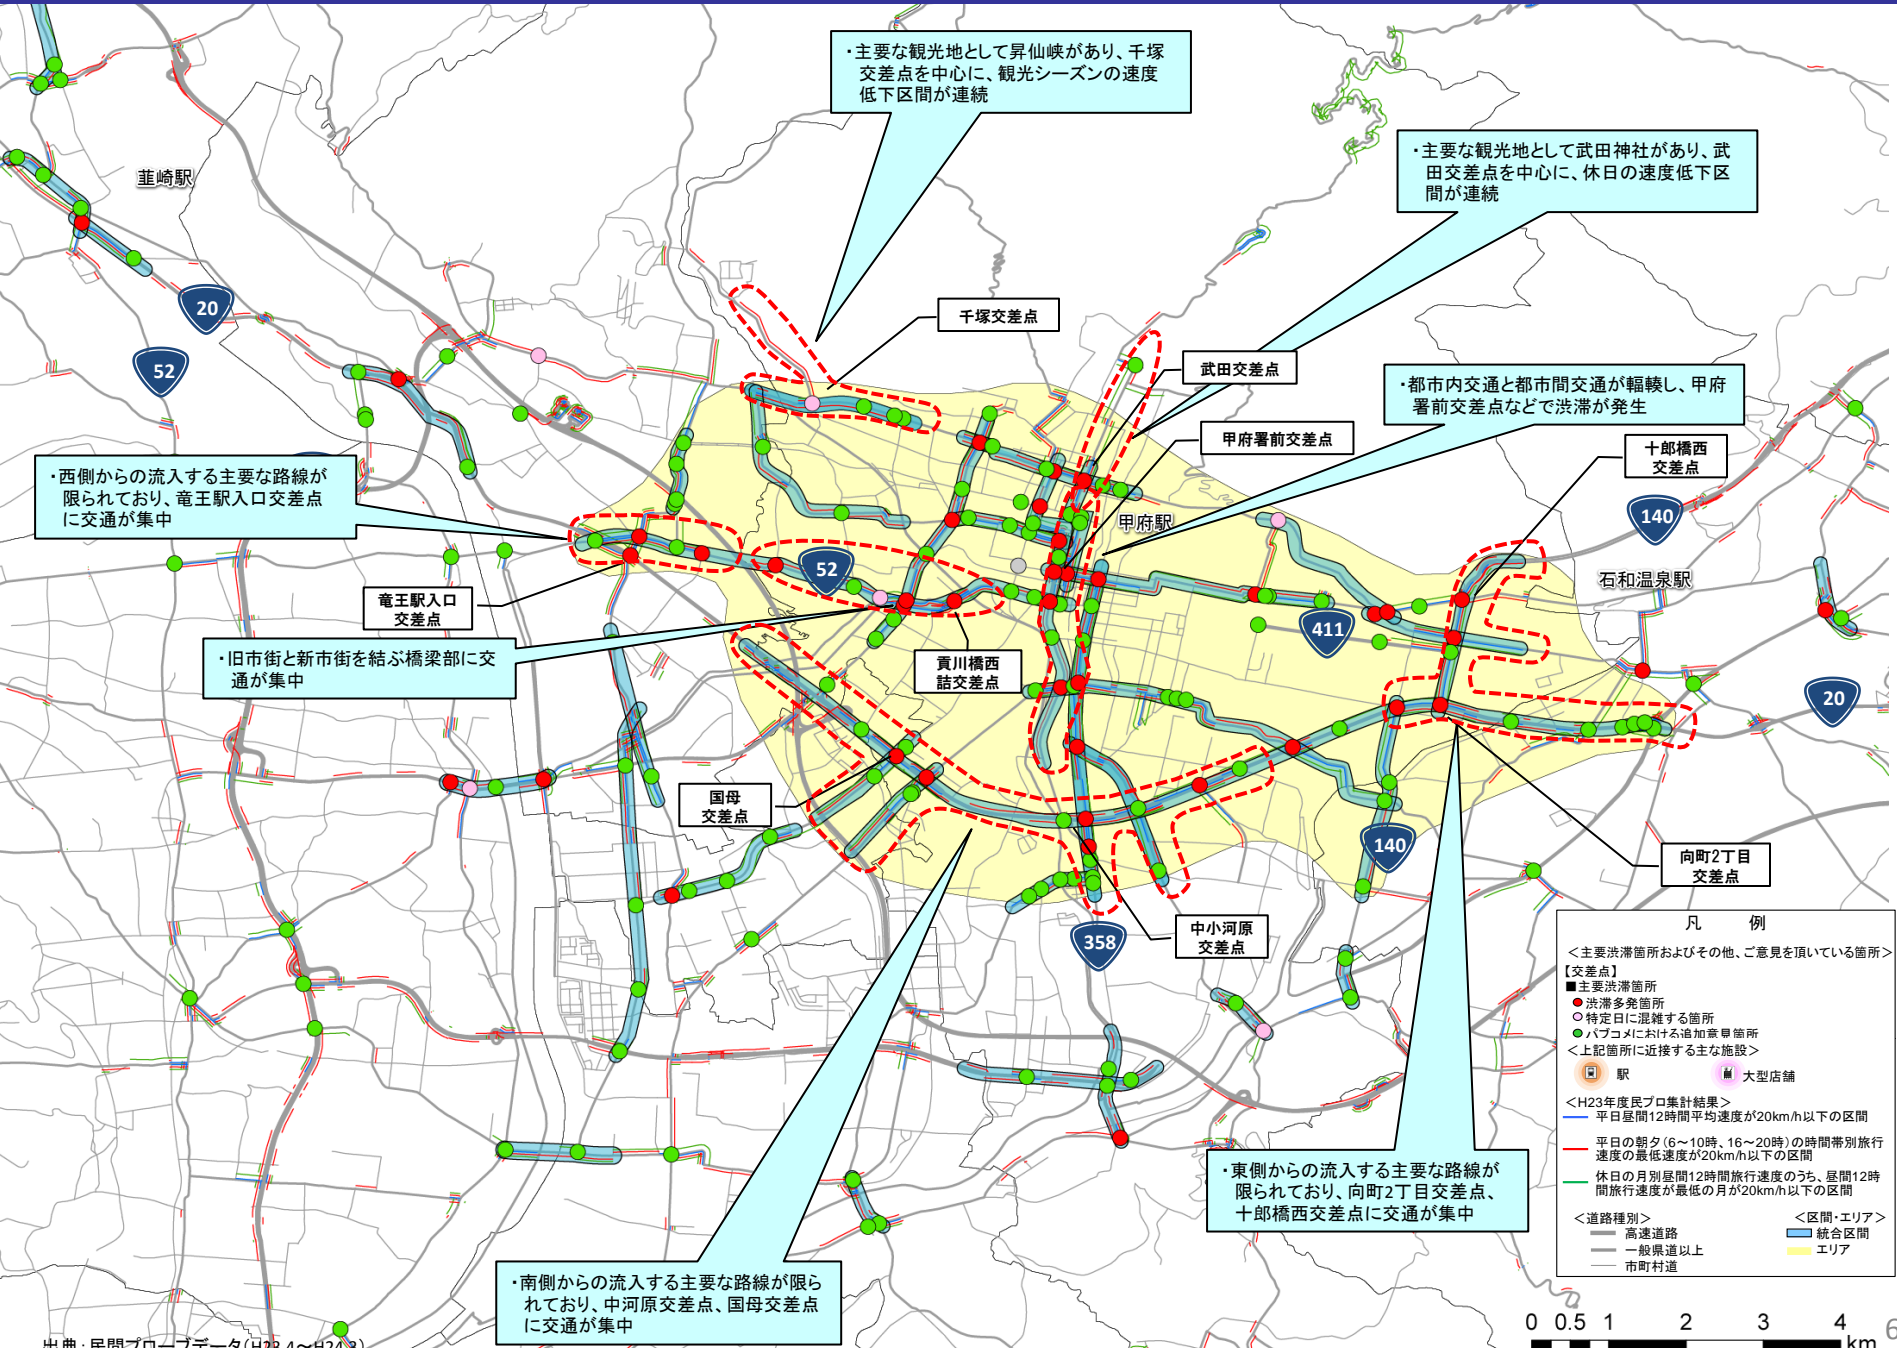 ・主要な観光地として昇仙峡があり、千塚
交差点を中心に、観光シーズンの速度
低下区間が連続
・主要な観光地として武田神社があり、武
田交差点を中心に、休日の速度低下区
間が連続
韮崎駅
20
52
千塚交差点
武田交差点
・都市内交通と都市間交通が輻輳し、甲府
署前交差点などで渋滞が発生
甲府署前交差点
十郎橋西
交差点
・西側からの流入する主要な路線が
限られており、竜王駅入口交差点
に交通が集中
甲府駅
140
52
石和温泉駅
竜王駅入口
交差点
411
・旧市街と新市街を結ぶ橋梁部に交
通が集中
貢川橋西
詰交差点
20
国母
交差点
140
向町2丁目
交差点
中小河原
交差点
358
凡　例
＜主要渋滞箇所およびその他、ご意見を頂いている箇所＞
【交差点】
■主要渋滞箇所
渋滞多発箇所
特定日に混雑する箇所
パブコメにおける追加意見箇所
＜上記箇所に近接する主な施設＞
駅　大型店舗
＜H23年度民プロ集計結果＞
平日昼間12時間平均速度が20km/h以下の区間
平日の朝夕（6～10時、16～20時）の時間帯別旅行
速度の最低速度が20km/h以下の区間
休日の月別昼間12時間旅行速度のうち、昼間12時
間旅行速度が最低の月が20km/h以下の区間
＜道路種別＞　＜区間・エリア＞
高速道路　統合区間
一般県道以上　エリア
市町村道
・東側からの流入する主要な路線が
限られており、向町2丁目交差点、
十郎橋西交差点に交通が集中
・南側からの流入する主要な路線が限ら
れており、中河原交差点、国母交差点
に交通が集中
0 0.5 1 2 3 4
km
6
出典：民間プローブデータ（H23.4～H24.3）